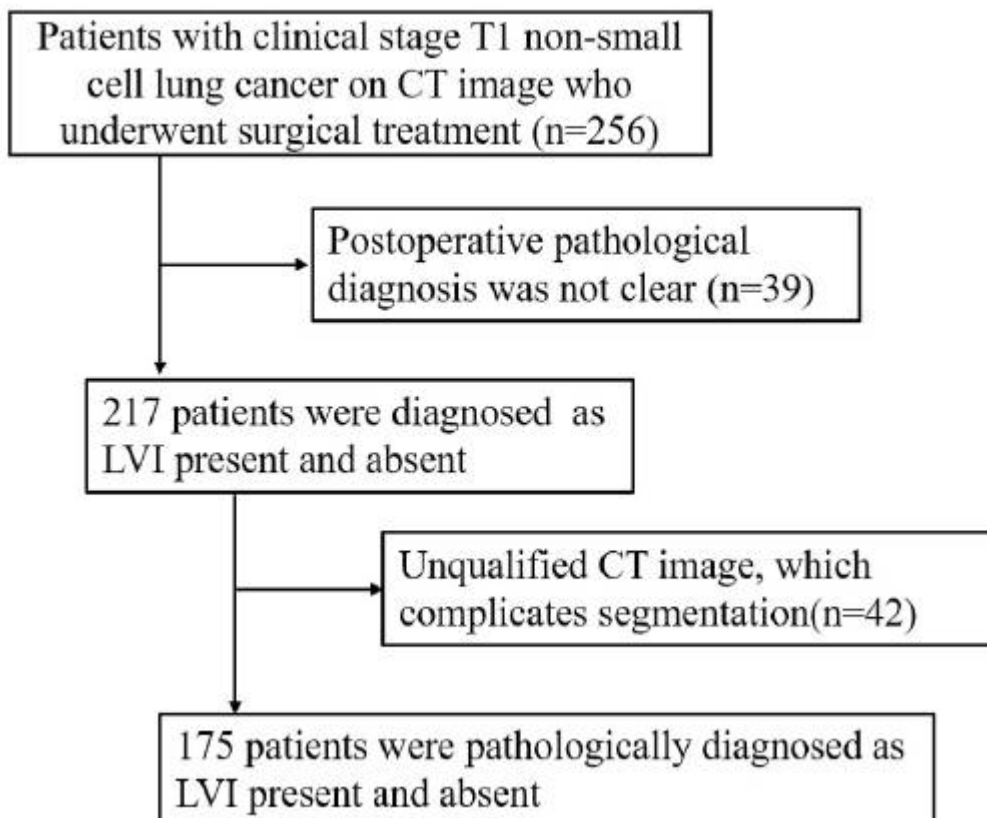 Patients with clinical stage T1 non-small
cell lung cancer on CT image who
underwent surgical treatment (n=256)
Postoperative pathological
diagnosis was not clear (n=39)
217 patients were diagnosed as
LVI present and absent
Unqualified CT image, which
complicates segmentation(n=42)
175 patients were pathologically diagnosed as
LVI present and absent